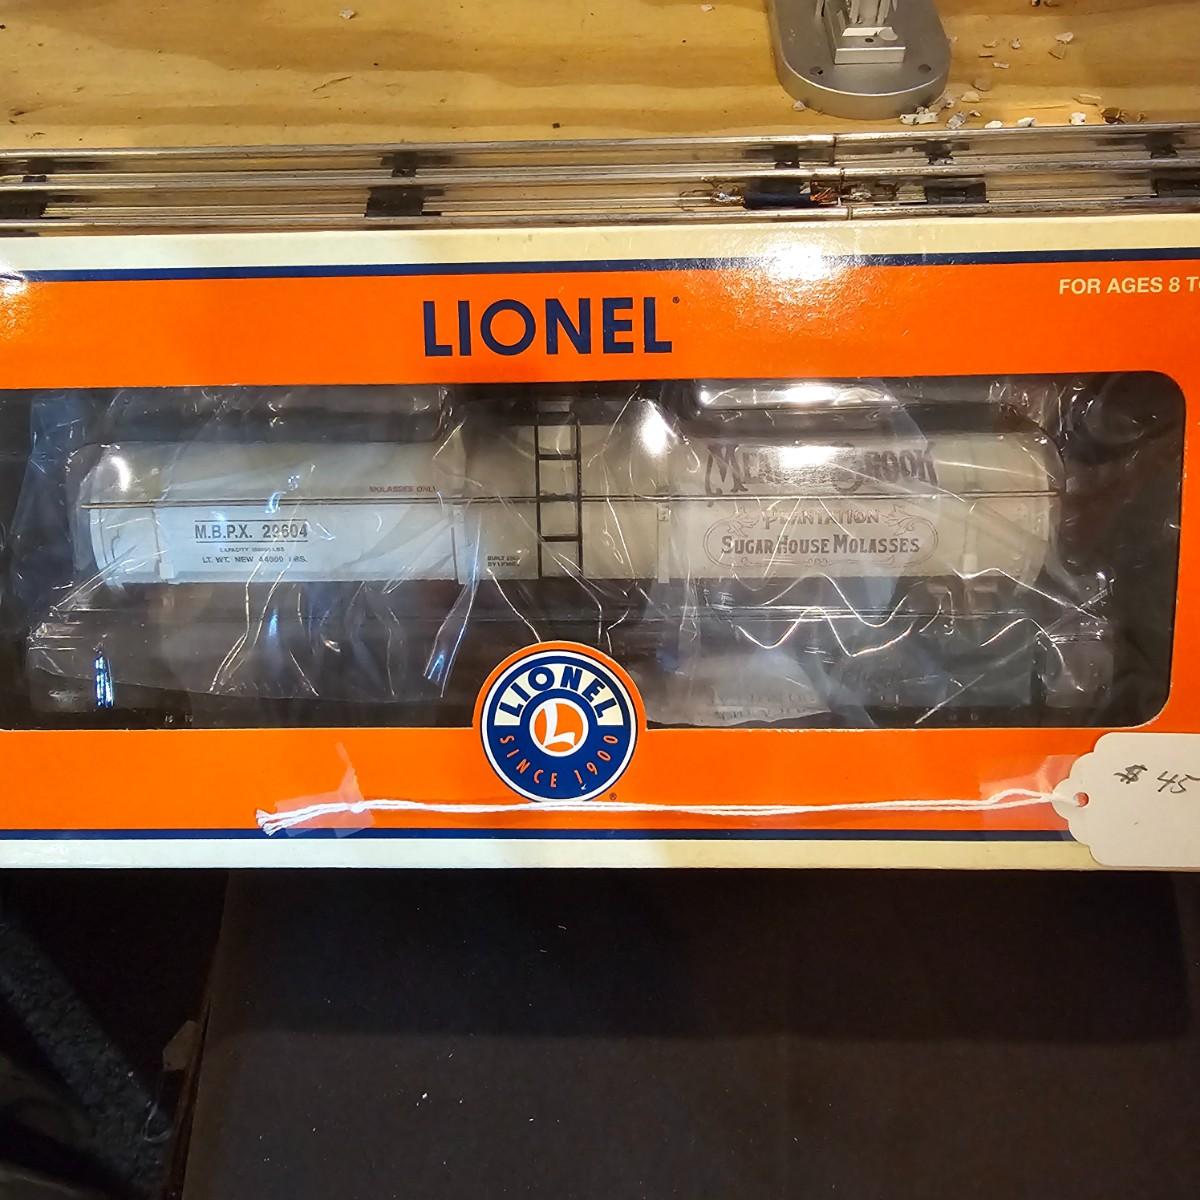 FOR AGES 8
LIONEL
MOLASSES ONLY
M.B.P.X. 29604
LT. WT. NEW 44000 LBS.
BROOK
PLANTATION
SUGAR HOUSE MOLASSES
LIONEL
L
SINCE 1900
$45